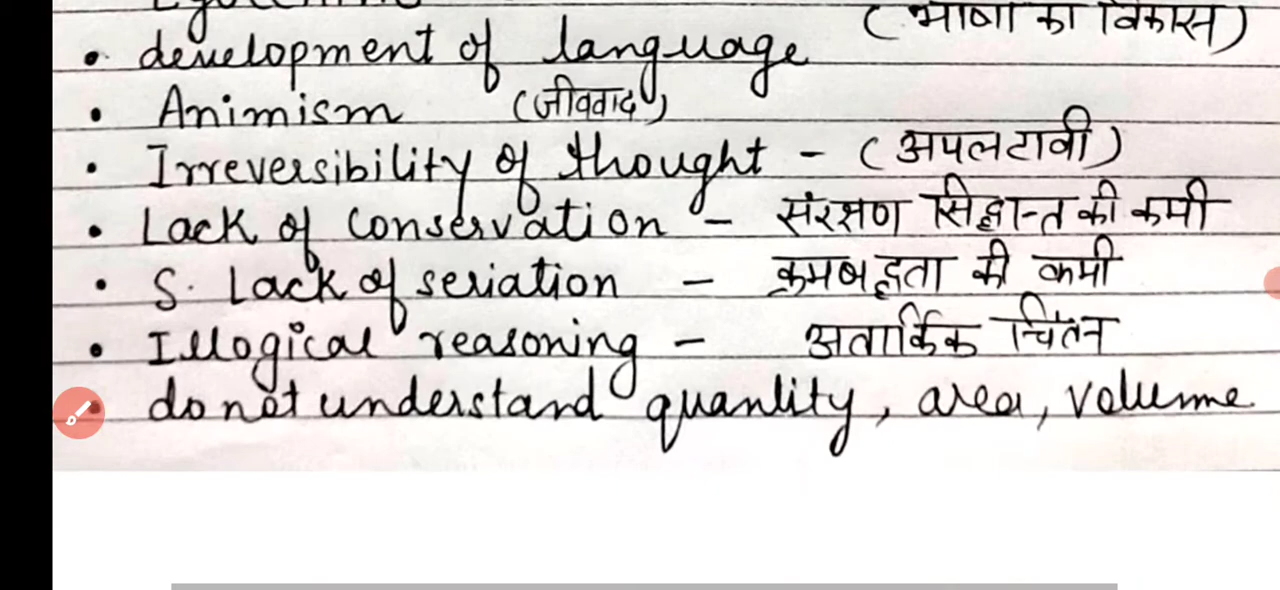 • development of language (भाषा का विकास)
• Animism (जीववाद)
• Irreversibility of thought - (अपलटावी)
• Lack of conservation - संरक्षण सिद्धान्त की कमी
• S. Lack of seriation - क्रमबद्धता की कमी
• Illogical reasoning - अतार्किक चिंतन
• do not understand quantity, area, volume